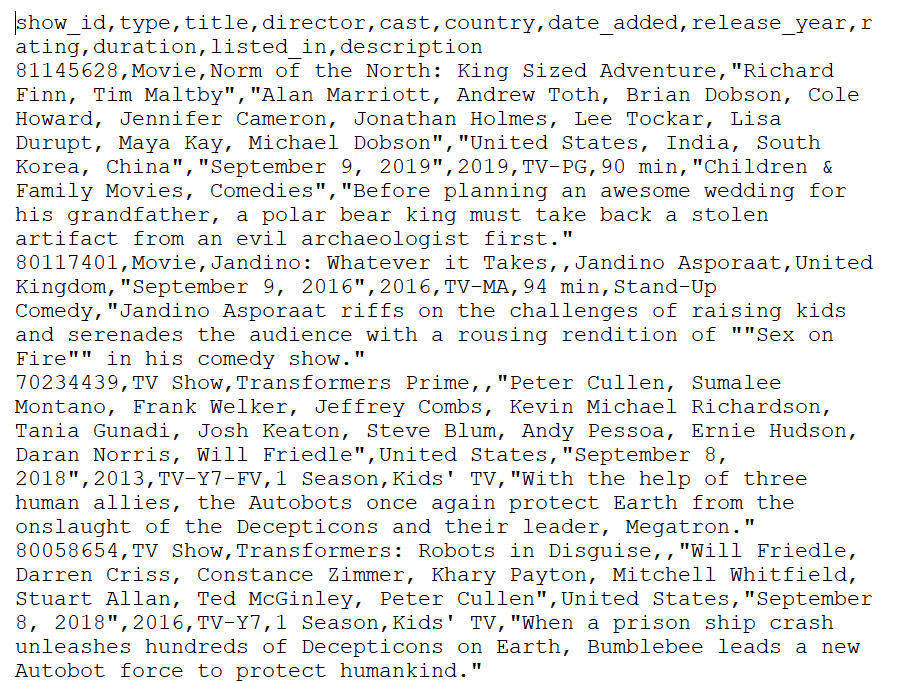 show_id,type,title,director,cast,country,date_added,release_year,r
ating,duration,listed_in,description
81145628,Movie,Norm of the North: King Sized Adventure,"Richard
Finn, Tim Maltby","Alan Marriott, Andrew Toth, Brian Dobson, Cole
Howard, Jennifer Cameron, Jonathan Holmes, Lee Tockar, Lisa
Durupt, Maya Kay, Michael Dobson","United States, India, South
Korea, China","September 9, 2019",2019,TV-PG,90 min,"Children &
Family Movies, Comedies","Before planning an awesome wedding for
his grandfather, a polar bear king must take back a stolen
artifact from an evil archaeologist first."
80117401,Movie,Jandino: Whatever it Takes,,Jandino Asporaat,United
Kingdom,"September 9, 2016",2016,TV-MA,94 min,Stand-Up
Comedy,"Jandino Asporaat riffs on the challenges of raising kids
and serenades the audience with a rousing rendition of ""Sex on
Fire"" in his comedy show."
70234439,TV Show,Transformers Prime,,"Peter Cullen, Sumalee
Montano, Frank Welker, Jeffrey Combs, Kevin Michael Richardson,
Tania Gunadi, Josh Keaton, Steve Blum, Andy Pessoa, Ernie Hudson,
Daran Norris, Will Friedle",United States,"September 8,
2018",2013,TV-Y7-FV,1 Season,Kids' TV,"With the help of three
human allies, the Autobots once again protect Earth from the
onslaught of the Decepticons and their leader, Megatron."
80058654,TV Show,Transformers: Robots in Disguise,,"Will Friedle,
Darren Criss, Constance Zimmer, Khary Payton, Mitchell Whitfield,
Stuart Allan, Ted McGinley, Peter Cullen",United States,"September
8, 2018",2016,TV-Y7,1 Season,Kids' TV,"When a prison ship crash
unleashes hundreds of Decepticons on Earth, Bumblebee leads a new
Autobot force to protect humankind."